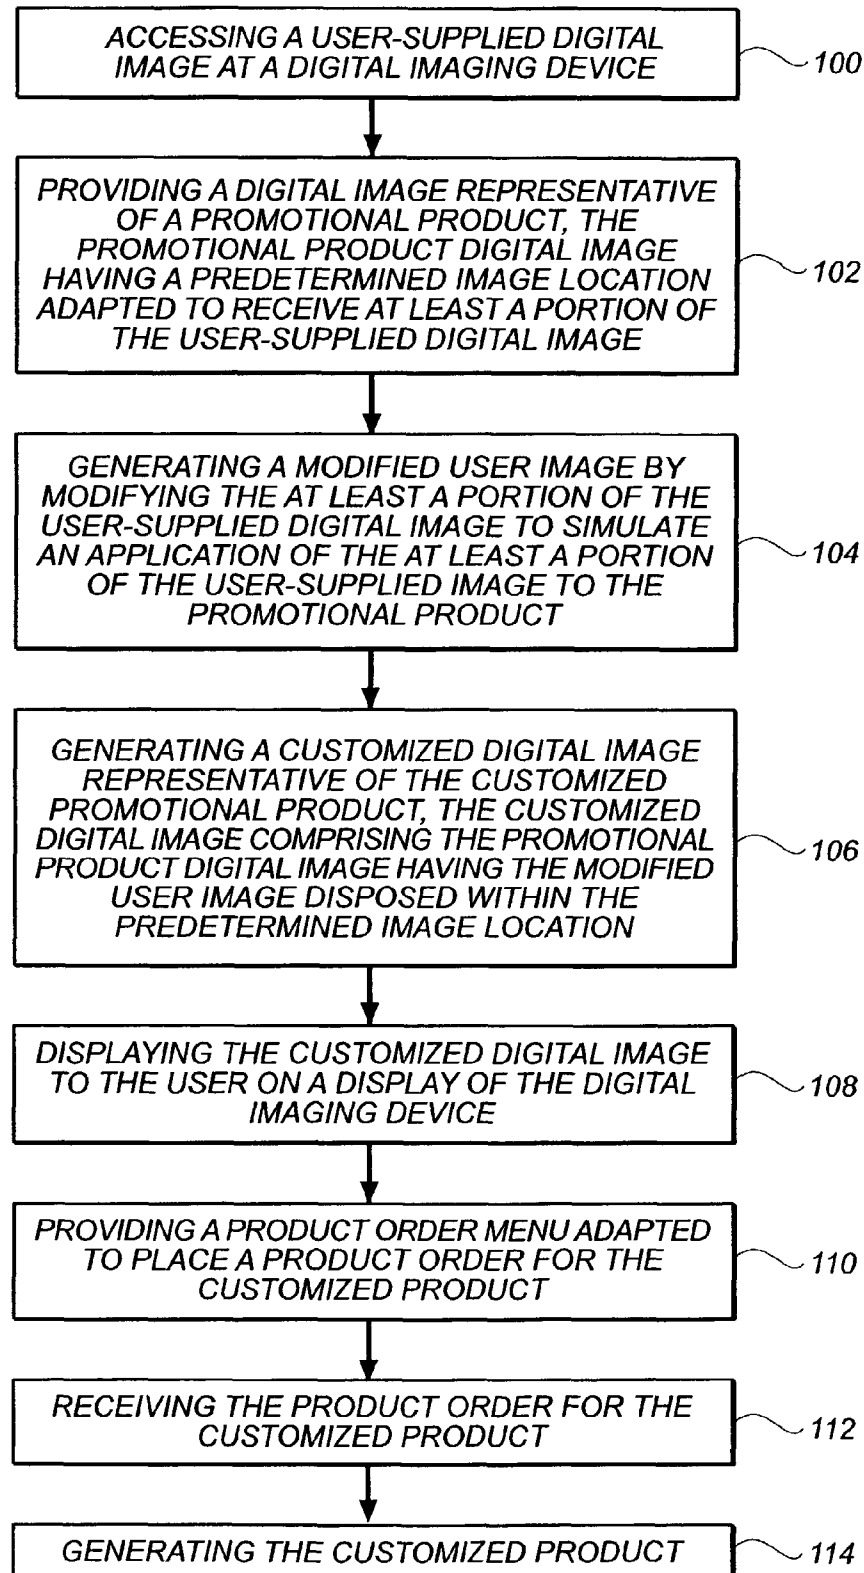 ACCESSING A USER-SUPPLIED DIGITAL
IMAGE AT A DIGITAL IMAGING DEVICE
100
PROVIDING A DIGITAL IMAGE REPRESENTATIVE
OF A PROMOTIONAL PRODUCT, THE
PROMOTIONAL PRODUCT DIGITAL IMAGE
HAVING A PREDETERMINED IMAGE LOCATION
ADAPTED TO RECEIVE AT LEAST A PORTION OF
THE USER-SUPPLIED DIGITAL IMAGE
102
GENERATING A MODIFIED USER IMAGE BY
MODIFYING THE AT LEAST A PORTION OF THE
USER-SUPPLIED DIGITAL IMAGE TO SIMULATE
AN APPLICATION OF THE AT LEAST A PORTION
OF THE USER-SUPPLIED IMAGE TO THE
PROMOTIONAL PRODUCT
104
GENERATING A CUSTOMIZED DIGITAL IMAGE
REPRESENTATIVE OF THE CUSTOMIZED
PROMOTIONAL PRODUCT, THE CUSTOMIZED
DIGITAL IMAGE COMPRISING THE PROMOTIONAL
PRODUCT DIGITAL IMAGE HAVING THE MODIFIED
USER IMAGE DISPOSED WITHIN THE
PREDETERMINED IMAGE LOCATION
106
DISPLAYING THE CUSTOMIZED DIGITAL IMAGE
TO THE USER ON A DISPLAY OF THE DIGITAL
IMAGING DEVICE
108
PROVIDING A PRODUCT ORDER MENU ADAPTED
TO PLACE A PRODUCT ORDER FOR THE
CUSTOMIZED PRODUCT
110
RECEIVING THE PRODUCT ORDER FOR THE
CUSTOMIZED PRODUCT
112
GENERATING THE CUSTOMIZED PRODUCT
114